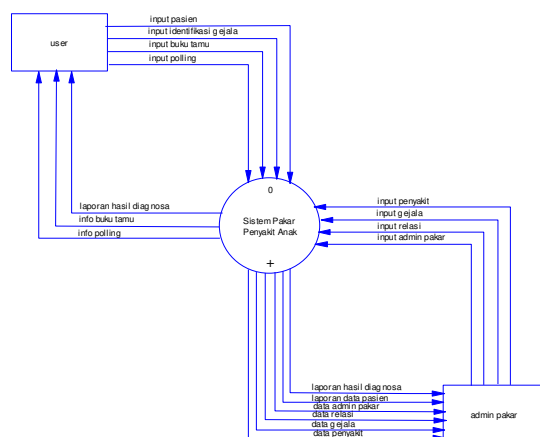 input pasien
input identifikasi gejala
user
input buku tamu
input polling
0
laporan hasil diagnosa
info buku tamu
info polling
Sistem Pakar
Penyakit Anak
+
input penyakit
input gejala
input relasi
input admin pakar
laporan hasil diagnosa
laporan data pasien
data admin pakar
data relasi
data gejala
data penyakit
admin pakar